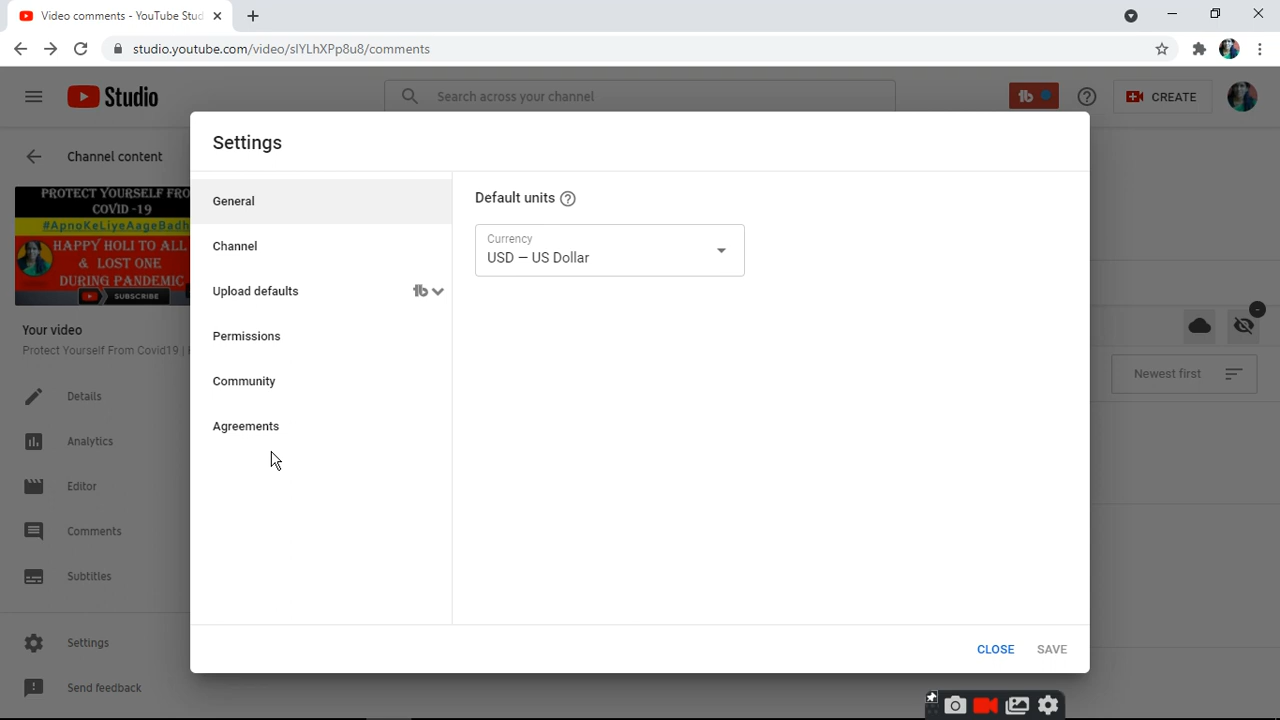 Video comments - YouTube Stud
studio.youtube.com/video/sIYLhXPp8u8/comments
Studio
Search across your channel
tb
?
CREATE
Channel content
Settings
PROTECT YOURSELF FRO
COVID -19
#ApnoKeLiyeAageBadh
HAPPY HOLI TO ALL
& LOST ONE
DURING PANDEMIC
SUBSCRIBE
Your video
Protect Yourself From Covid19 |
Details
Analytics
Editor
Comments
Subtitles
Settings
Send feedback
General
Channel
Upload defaults
tb
Permissions
Community
Agreements
Default units ?
Currency
USD — US Dollar
Newest first
CLOSE
SAVE